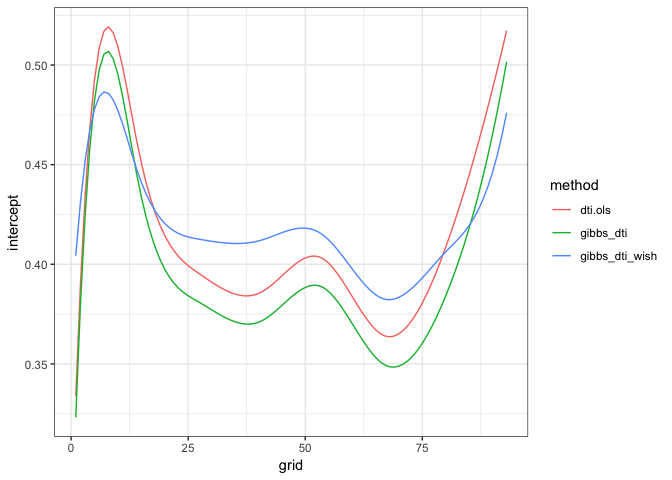 0.50
0.45
0.40
0.35
intercept
0
25
50
75
grid
method
dti.ols
gibbs_dti
gibbs_dti_wish